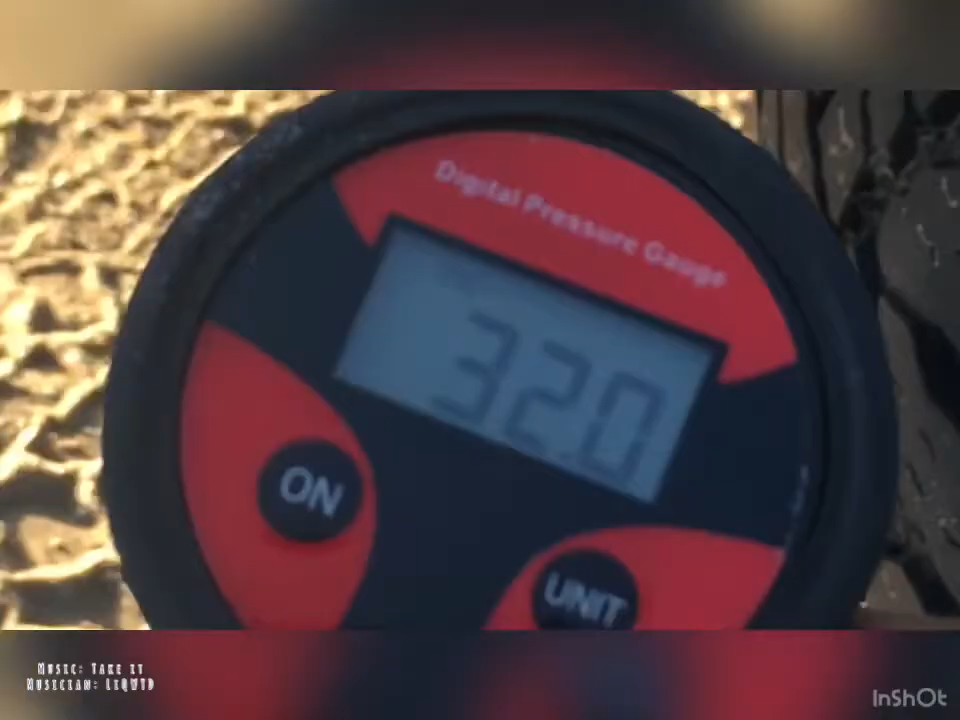 Digital Pressure Gauge
32.0
ON
UNIT
MUSIC: TAKE IT
MUSICIAN: LIQWYD
INSHOT